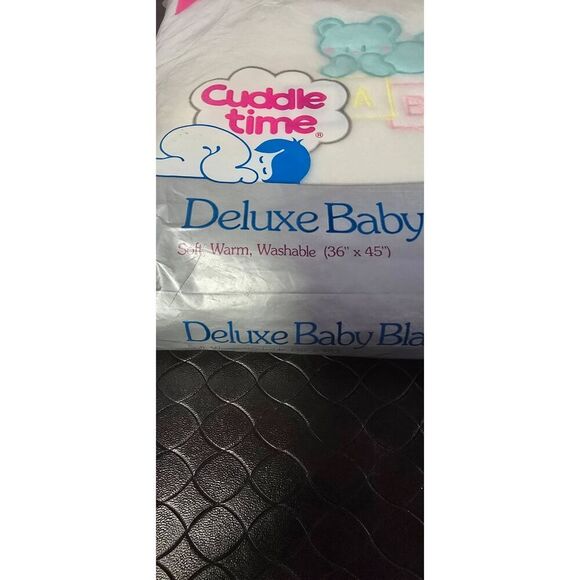 A B
Cuddle
time®
Deluxe Baby
Soft, Warm, Washable (36" x 45")
Deluxe Baby Bla